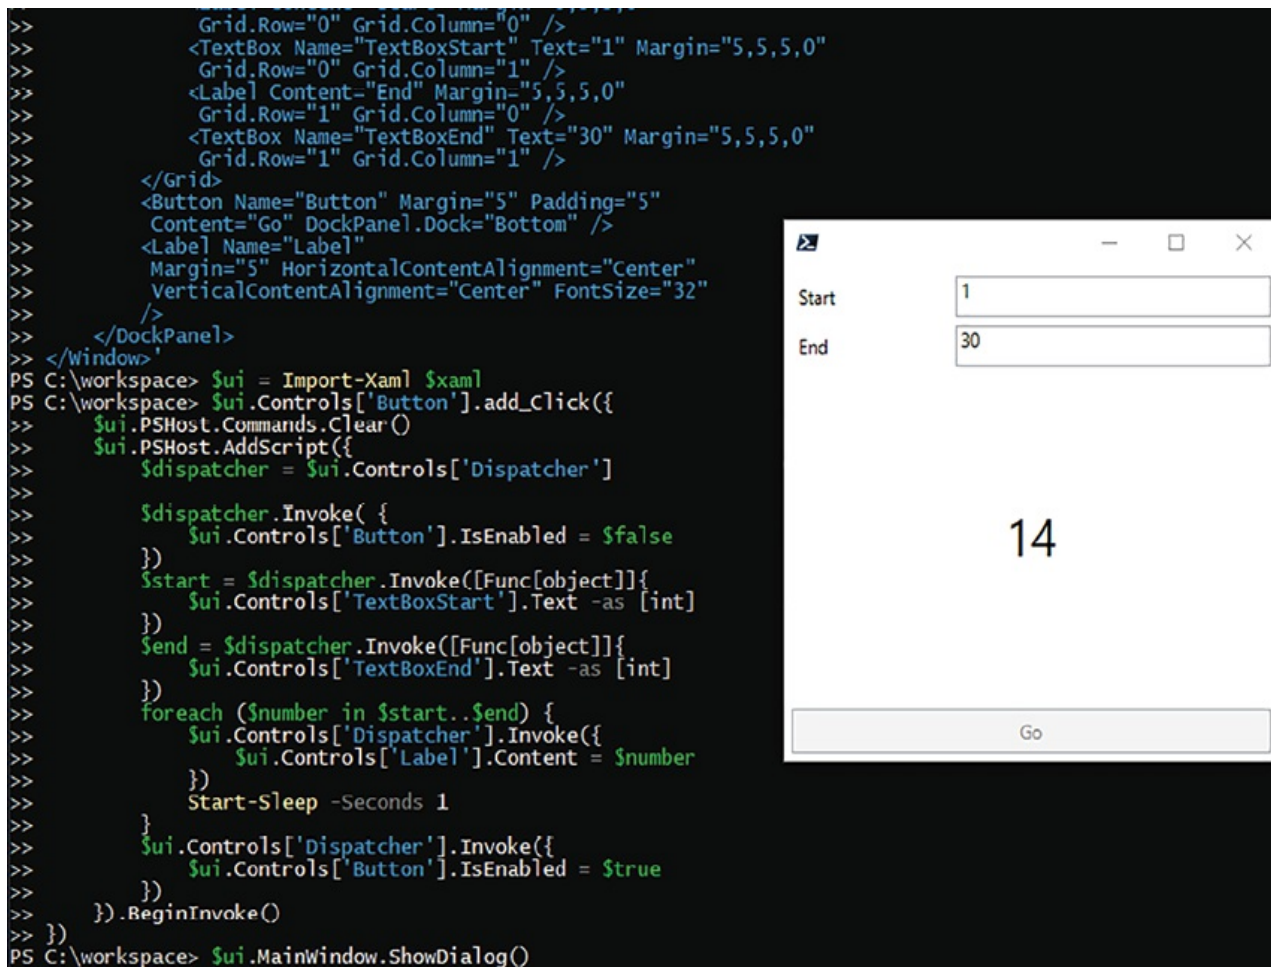 >>                 Grid.Row="0" Grid.Column="0" />
>>                <TextBox Name="TextBoxStart" Text="1" Margin="5,5,5,0"
>>                 Grid.Row="0" Grid.Column="1" />
>>                <Label Content="End" Margin="5,5,5,0"
>>                 Grid.Row="1" Grid.Column="0" />
>>                <TextBox Name="TextBoxEnd" Text="30" Margin="5,5,5,0"
>>                 Grid.Row="1" Grid.Column="1" />
>>            </Grid>
>>            <Button Name="Button" Margin="5" Padding="5"
>>             Content="Go" DockPanel.Dock="Bottom" />
>>            <Label Name="Label"
>>             Margin="5" HorizontalContentAlignment="Center"
>>             VerticalContentAlignment="Center" FontSize="32"
>>            />
>>        </DockPanel>
>> </Window>'
PS C:\workspace> $ui = Import-Xaml $xaml
PS C:\workspace> $ui.Controls['Button'].add_Click({
>>     $ui.PSHost.Commands.Clear()
>>     $ui.PSHost.AddScript({
>>         $dispatcher = $ui.Controls['Dispatcher']
>>
>>         $dispatcher.Invoke( {
>>             $ui.Controls['Button'].IsEnabled = $false
>>         })
>>         $start = $dispatcher.Invoke([Func[object]]{
>>             $ui.Controls['TextBoxStart'].Text -as [int]
>>         })
>>         $end = $dispatcher.Invoke([Func[object]]{
>>             $ui.Controls['TextBoxEnd'].Text -as [int]
>>         })
>>         foreach ($number in $start..$end) {
>>             $ui.Controls['Dispatcher'].Invoke({
>>                 $ui.Controls['Label'].Content = $number
>>             })
>>             Start-Sleep -Seconds 1
>>         }
>>         $ui.Controls['Dispatcher'].Invoke({
>>             $ui.Controls['Button'].IsEnabled = $true
>>         })
>>     }).BeginInvoke()
>> })
PS C:\workspace> $ui.MainWindow.ShowDialog()
Start 1
End 30
14
Go